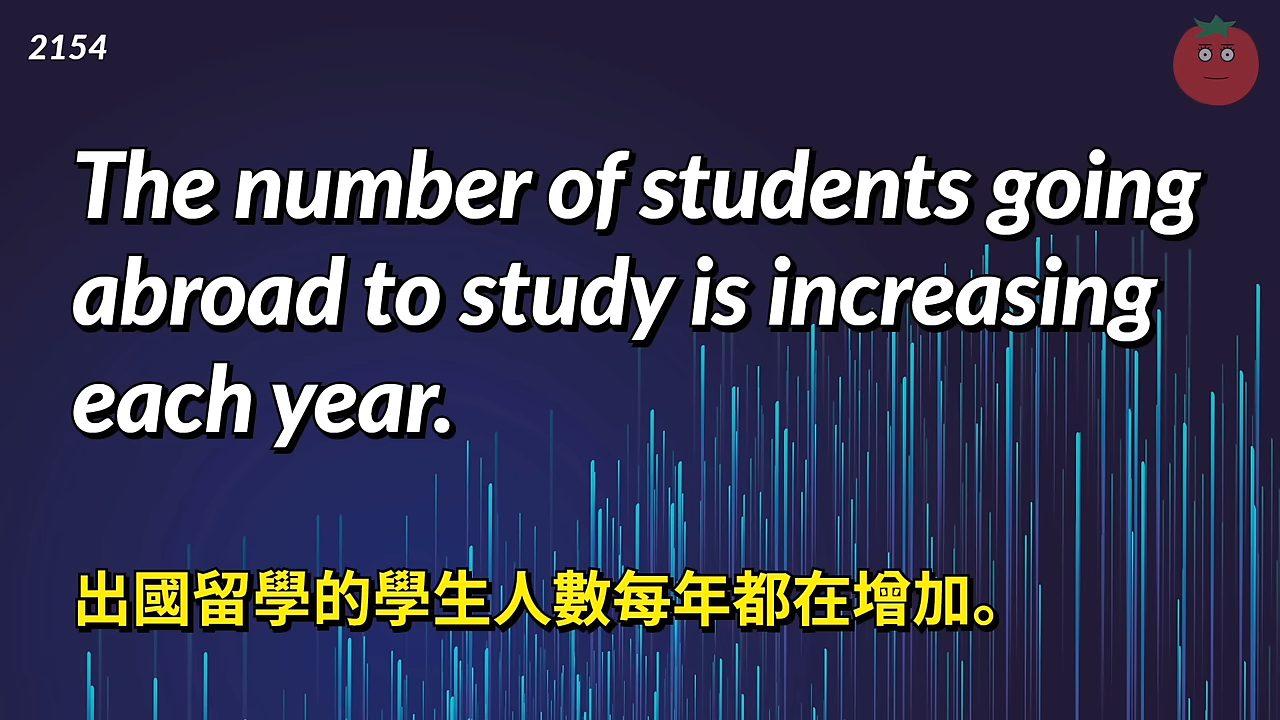 2154
The number of students going
abroad to study is increasing
each year.
出國留學的學生人數每年都在增加。